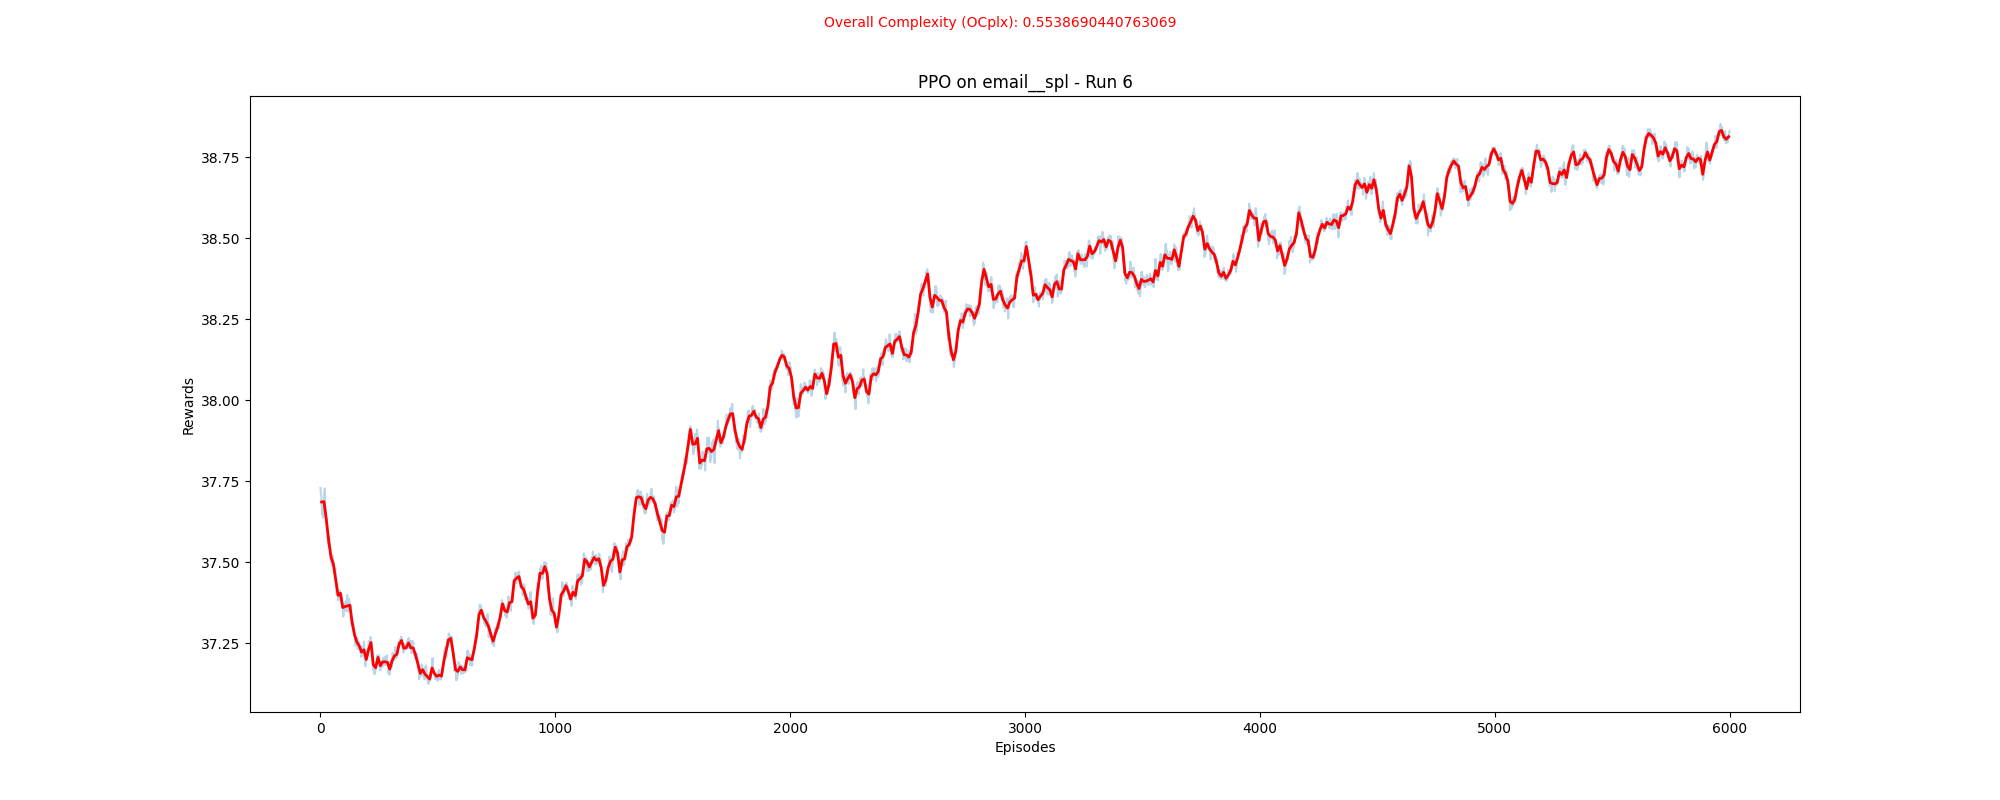 Overall Complexity (OCplx): 0.5538690440763069
PPO on email__spl - Run 6
38.75
38.50
38.25
38.00
37.75
37.50
37.25
Rewards
0 1000 2000 3000 4000 5000 6000
Episodes